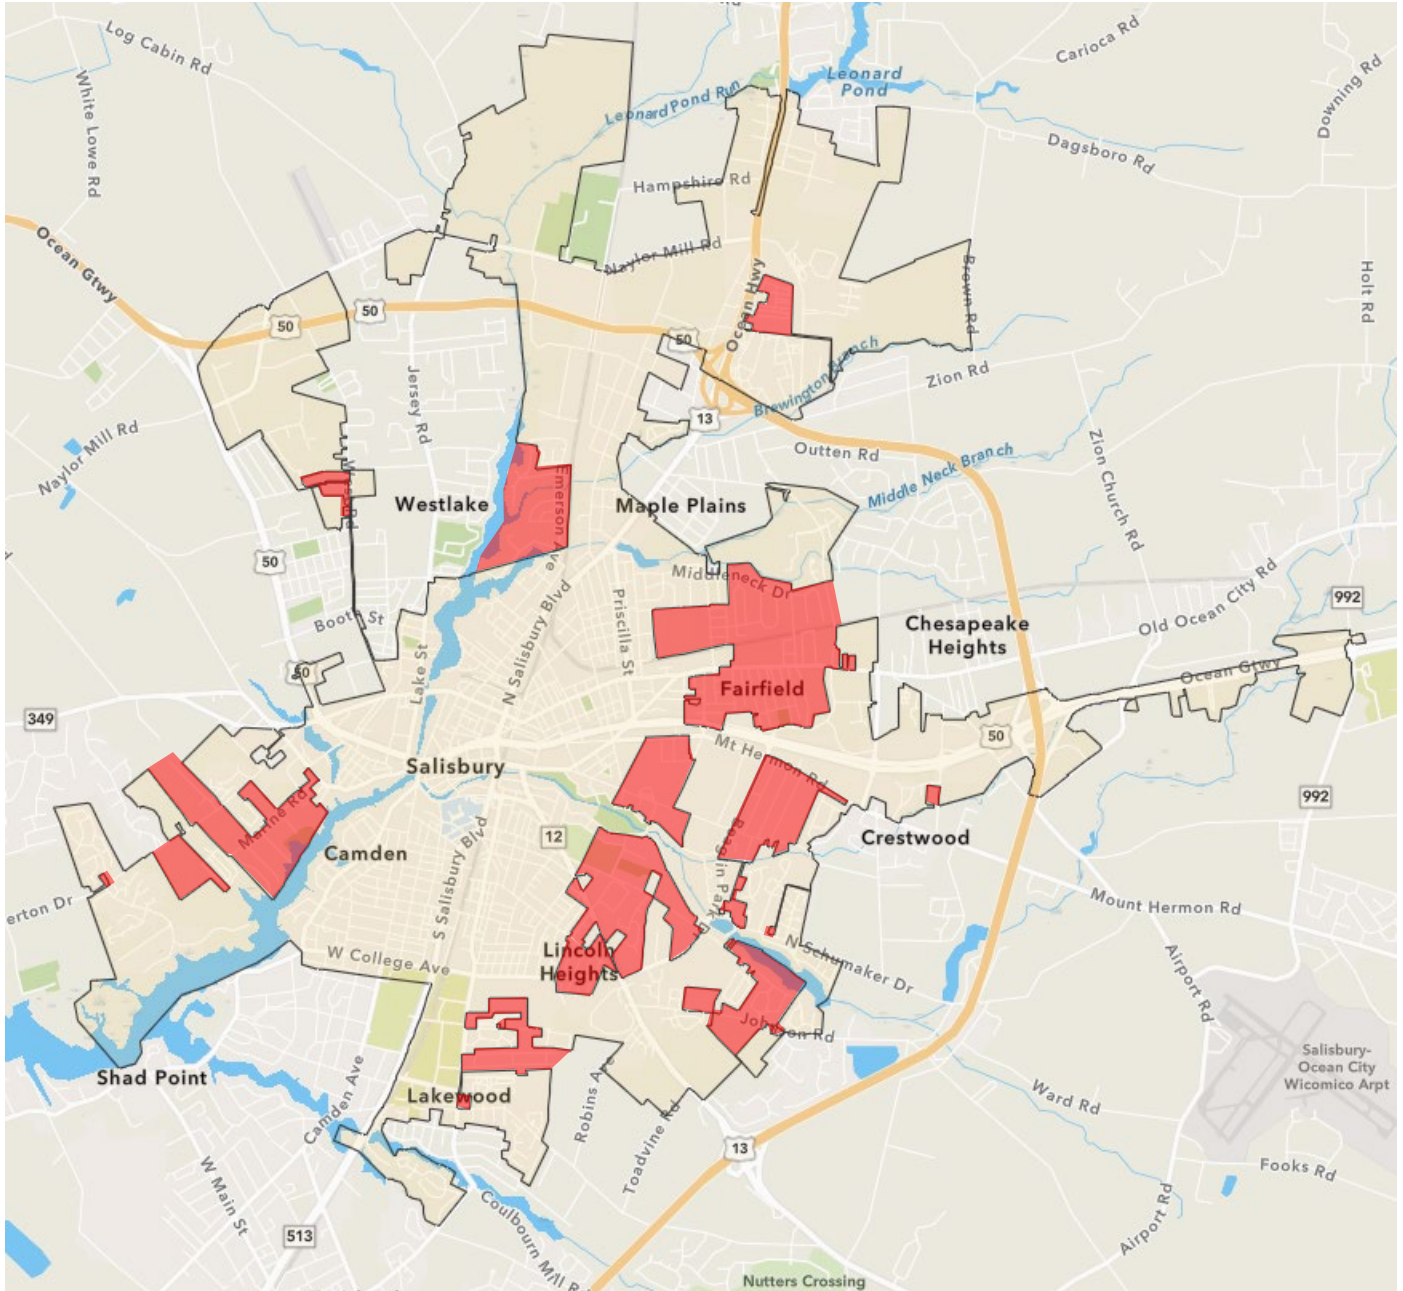 Log Cabin Rd
White Lowe Rd
Leonard Pond Run
Leonard
Pond
Carioca Rd
Downing Rd
Dagsboro Rd
Hampshire Rd
Naylor Mill Rd
Ocean Gtwy
50
50
50
Ocean Hwy
Brown Rd
Holt Rd
Brewington Branch
Zion Rd
Jersey Rd
13
Naylor Mill Rd
Outten Rd
Middle Neck Branch
Zion Church Rd
Westlake
Emerson Ave
Maple Plains
50
Middleneck Dr
Booth St
Priscilla St
N Salisbury Blvd
Lake St
Chesapeake
Heights
Old Ocean City Rd
992
Ocean Gtwy
50
Fairfield
349
50
Mt Hermon Rd
Salisbury
992
Marine Rd
Camden
12
S Salisbury Blvd
Crestwood
erton Dr
Mount Hermon Rd
W College Ave
Lincoln
Heights
N Schumaker Dr
Airport Rd
Johnson Rd
Shad Point
Camden Ave
Lakewood
Robins Ave
Toadvine Rd
Salisbury-
Ocean City
Wicomico Arpt
Ward Rd
13
W Main St
Fooks Rd
Airport Rd
Coulbourn Mill R
513
Nutters Crossing